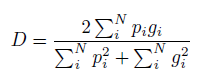 D = \frac{2\sum_{i}^{N} p_i g_i}{\sum_{i}^{N} p_i^2 + \sum_{i}^{N} g_i^2}